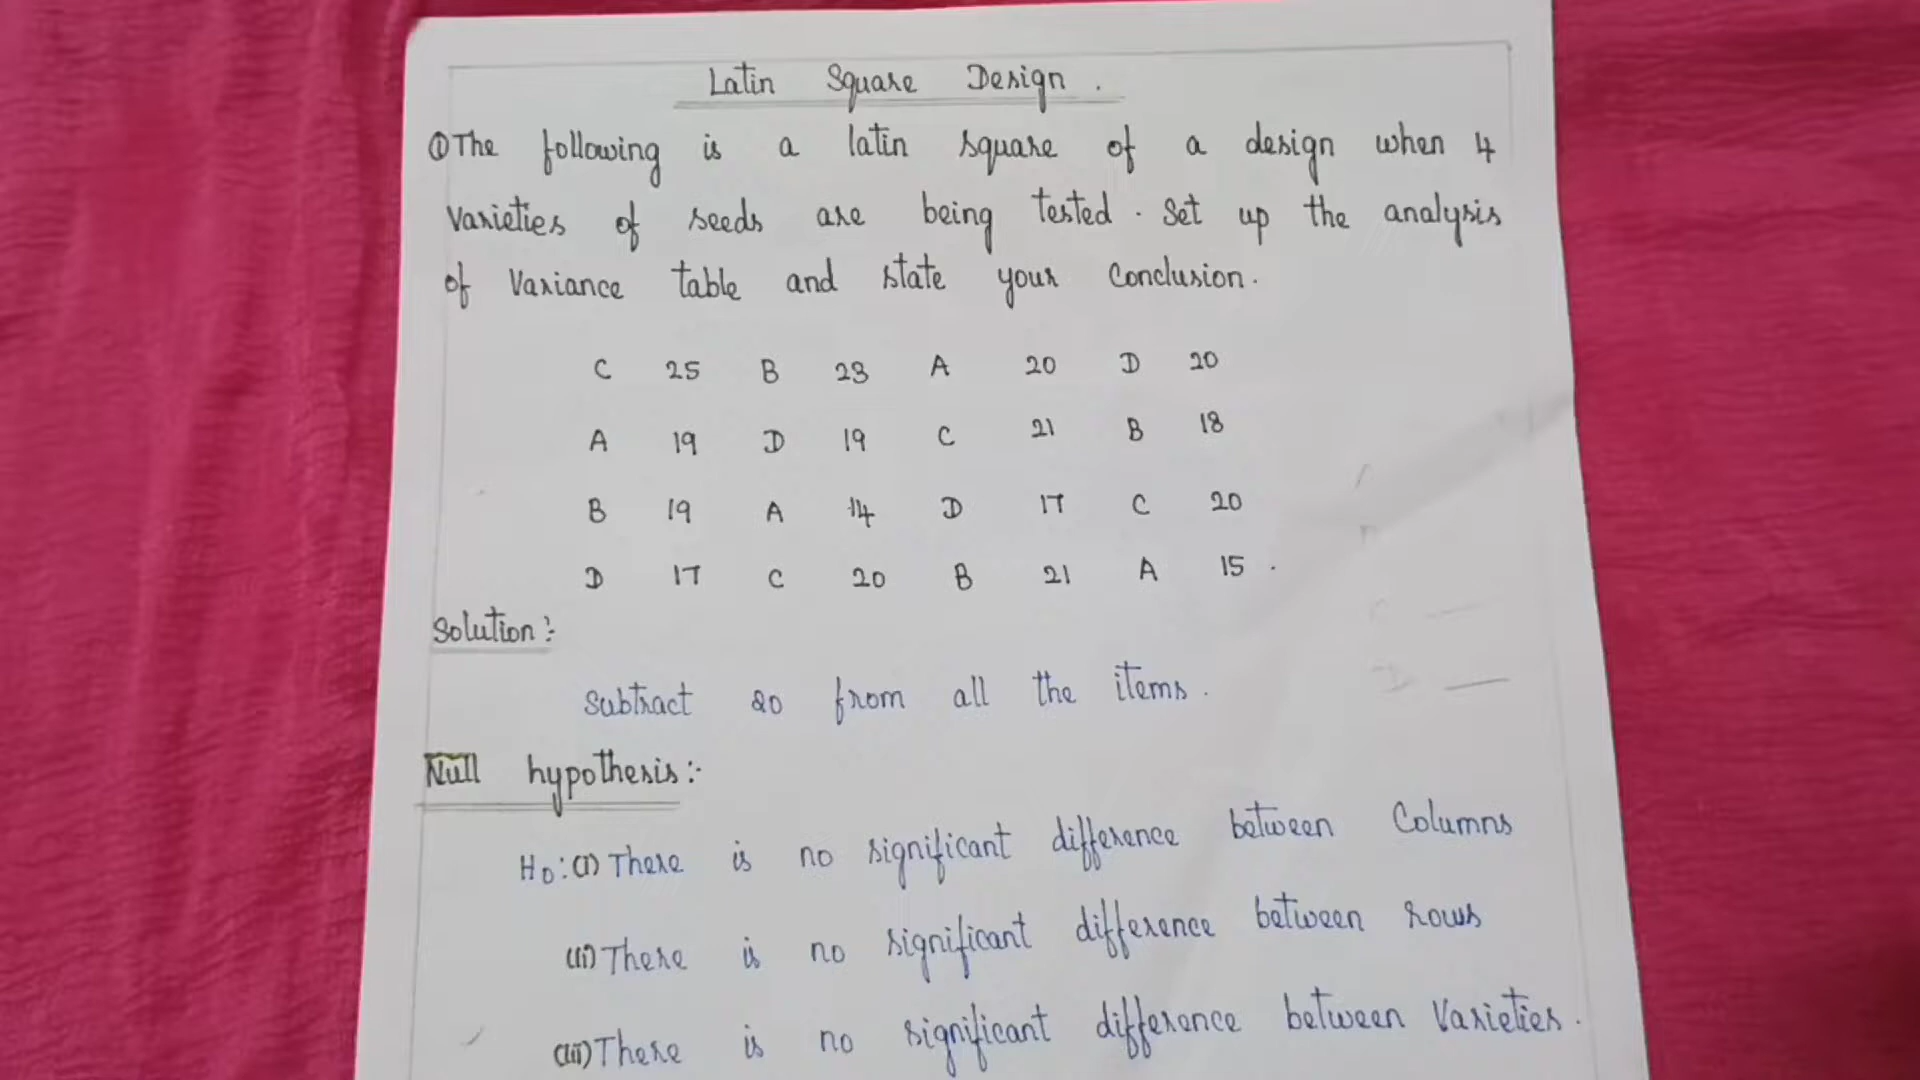 Latin Square Design.
① The following is a latin square of a design when 4
Varieties of seeds are being tested. Set up the analysis
of Variance table and state your Conclusion.
C 25 B 23 A 20 D 20
A 19 D 19 C 21 B 18
B 19 A 14 D 17 C 20
D 17 C 20 B 21 A 15.
Solution:-
Subtract 20 from all the items.
Null hypothesis:-
H0:(i) There is no significant difference between Columns
(ii) There is no significant difference between rows
(iii) There is no significant difference between Varieties.